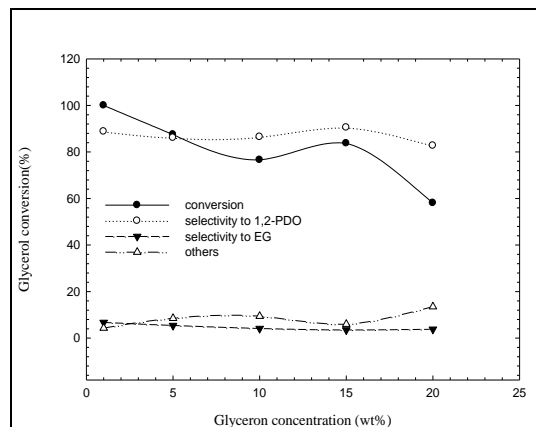 120
100
80
60
40
20
0
Glycerol conversion(%)
conversion
selectivity to 1,2-PDO
selectivity to EG
others
0 5 10 15 20 25
Glyceron concentration (wt%)